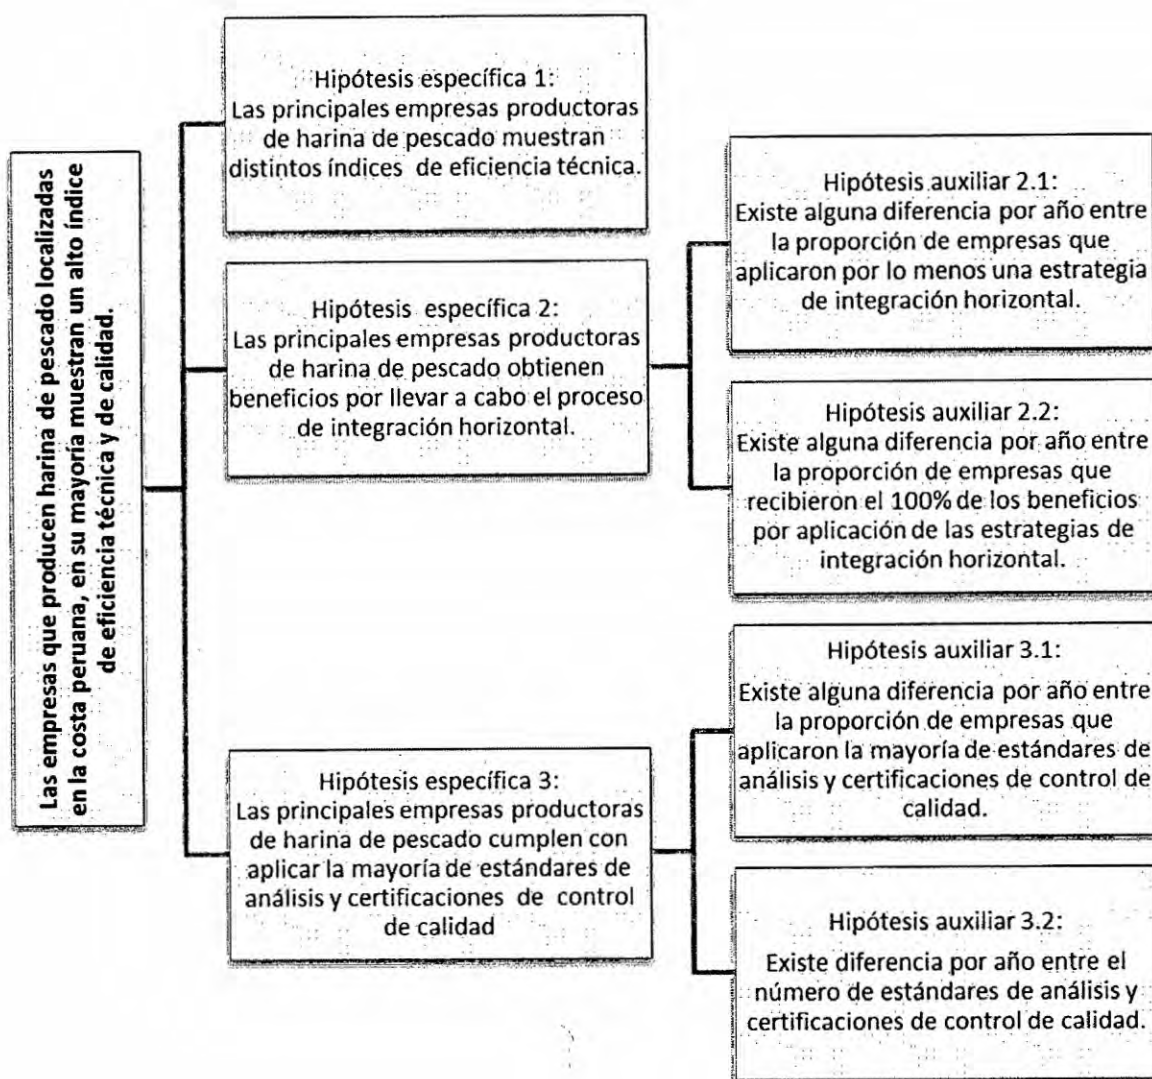 Las empresas que producen harina de pescado localizadas
en la costa peruana, en su mayoría muestran un alto índice
de eficiencia técnica y de calidad.
Hipótesis específica 1:
Las principales empresas productoras
de harina de pescado muestran
distintos índices de eficiencia técnica.
Hipótesis específica 2:
Las principales empresas productoras
de harina de pescado obtienen
beneficios por llevar a cabo el proceso
de integración horizontal.
Hipótesis auxiliar 2.1:
Existe alguna diferencia por año entre
la proporción de empresas que
aplicaron por lo menos una estrategia
de integración horizontal.
Hipótesis auxiliar 2.2:
Existe alguna diferencia por año entre
la proporción de empresas que
recibieron el 100% de los beneficios
por aplicación de las estrategias de
integración horizontal.
Hipótesis específica 3:
Las principales empresas productoras
de harina de pescado cumplen con
aplicar la mayoría de estándares de
análisis y certificaciones de control
de calidad
Hipótesis auxiliar 3.1:
Existe alguna diferencia por año entre
la proporción de empresas que
aplicaron la mayoría de estándares de
análisis y certificaciones de control de
calidad.
Hipótesis auxiliar 3.2:
Existe diferencia por año entre el
número de estándares de análisis y
certificaciones de control de calidad.